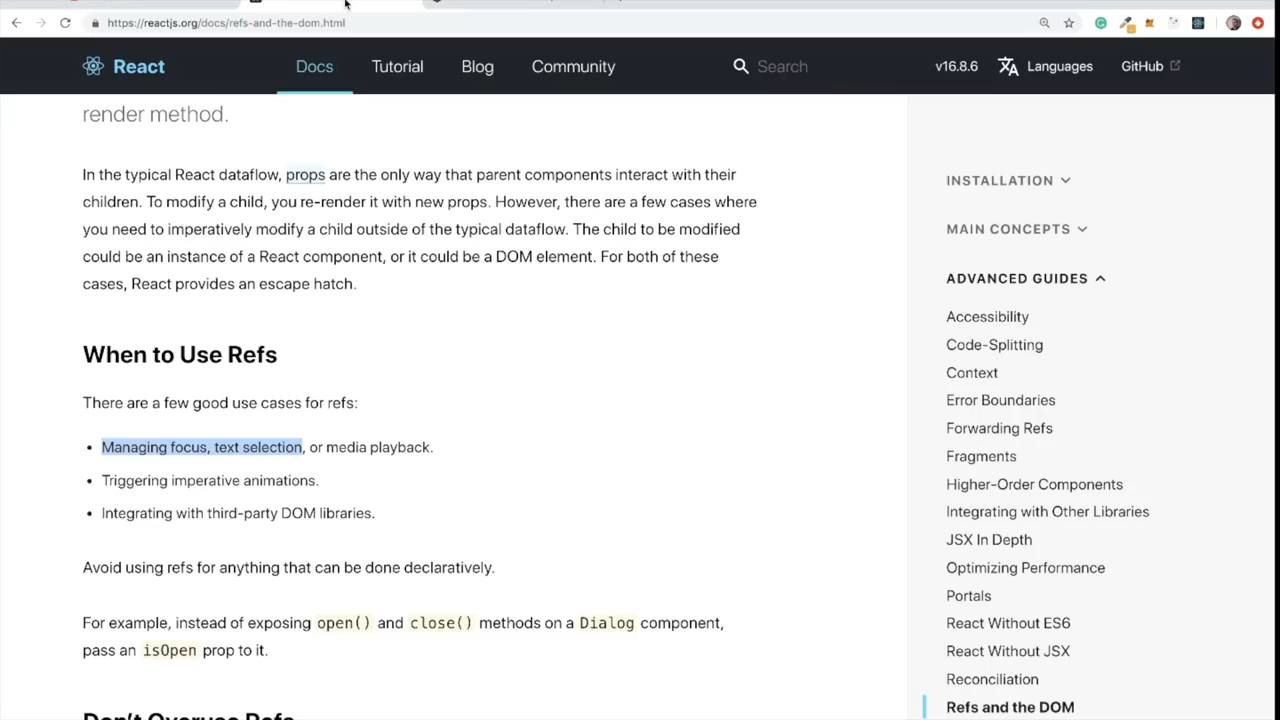 https://reactjs.org/docs/refs-and-the-dom.html
React Docs Tutorial Blog Community Search v16.8.6 Languages GitHub
render method.
In the typical React dataflow, props are the only way that parent components interact with their
children. To modify a child, you re-render it with new props. However, there are a few cases where
you need to imperatively modify a child outside of the typical dataflow. The child to be modified
could be an instance of a React component, or it could be a DOM element. For both of these
cases, React provides an escape hatch.
When to Use Refs
There are a few good use cases for refs:
• Managing focus, text selection, or media playback.
• Triggering imperative animations.
• Integrating with third-party DOM libraries.
Avoid using refs for anything that can be done declaratively.
For example, instead of exposing open() and close() methods on a Dialog component,
pass an isOpen prop to it.
Don't Overuse Refs
INSTALLATION
MAIN CONCEPTS
ADVANCED GUIDES
Accessibility
Code-Splitting
Context
Error Boundaries
Forwarding Refs
Fragments
Higher-Order Components
Integrating with Other Libraries
JSX In Depth
Optimizing Performance
Portals
React Without ES6
React Without JSX
Reconciliation
Refs and the DOM